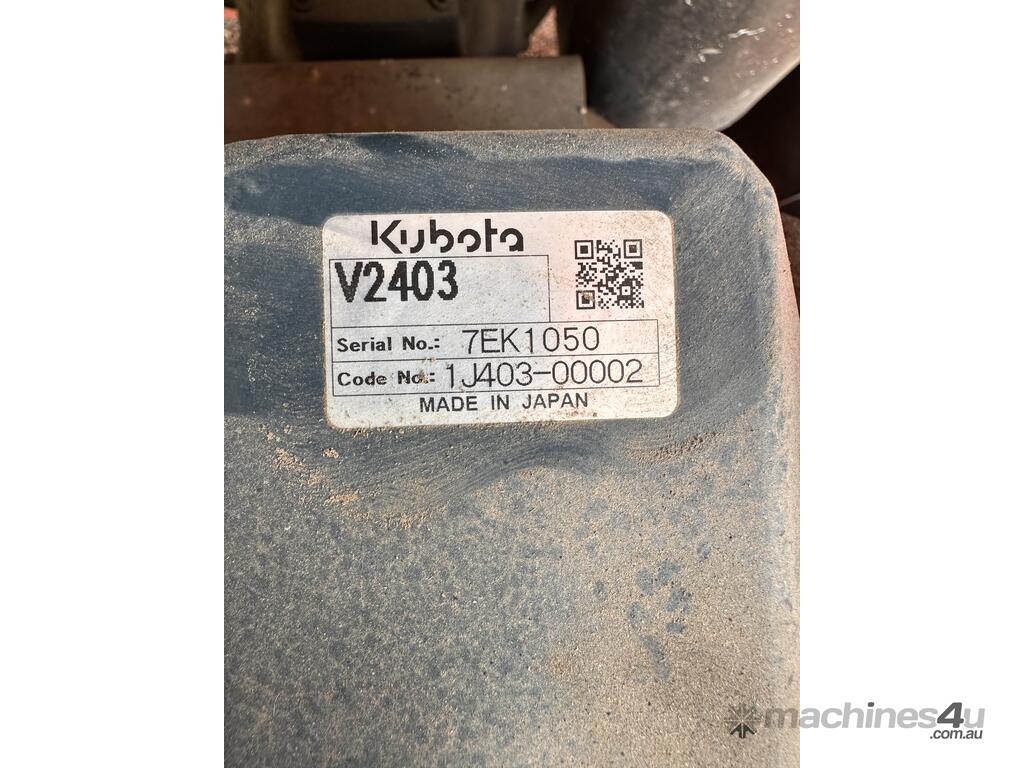 Kubota
V2403
Serial No.: 7EK1050
Code No.: 1J403-00002
MADE IN JAPAN
machines4u
.com.au